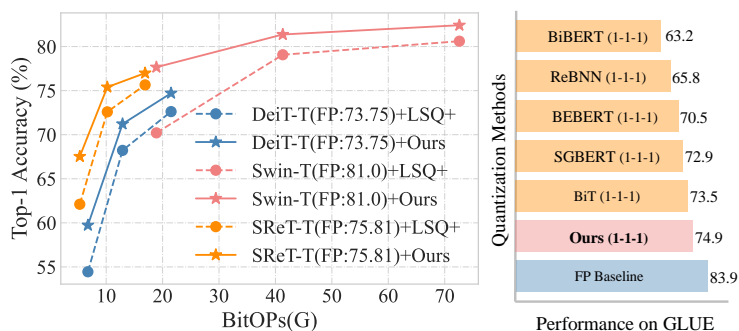 Top-1 Accuracy (%)
80
75
70
65
60
55
10
20
30
40
50
60
70
BitOPs(G)
DeiT-T(FP:73.75)+LSQ+
DeiT-T(FP:73.75)+Ours
Swin-T(FP:81.0)+LSQ+
Swin-T(FP:81.0)+Ours
SReT-T(FP:75.81)+LSQ+
SReT-T(FP:75.81)+Ours
Quantization Methods
BiBERT (1-1-1) 63.2
ReBNN (1-1-1) 65.8
BEBERT (1-1-1) 70.5
SGBERT (1-1-1) 72.9
BiT (1-1-1) 73.5
Ours (1-1-1) 74.9
FP Baseline 83.9
Performance on GLUE